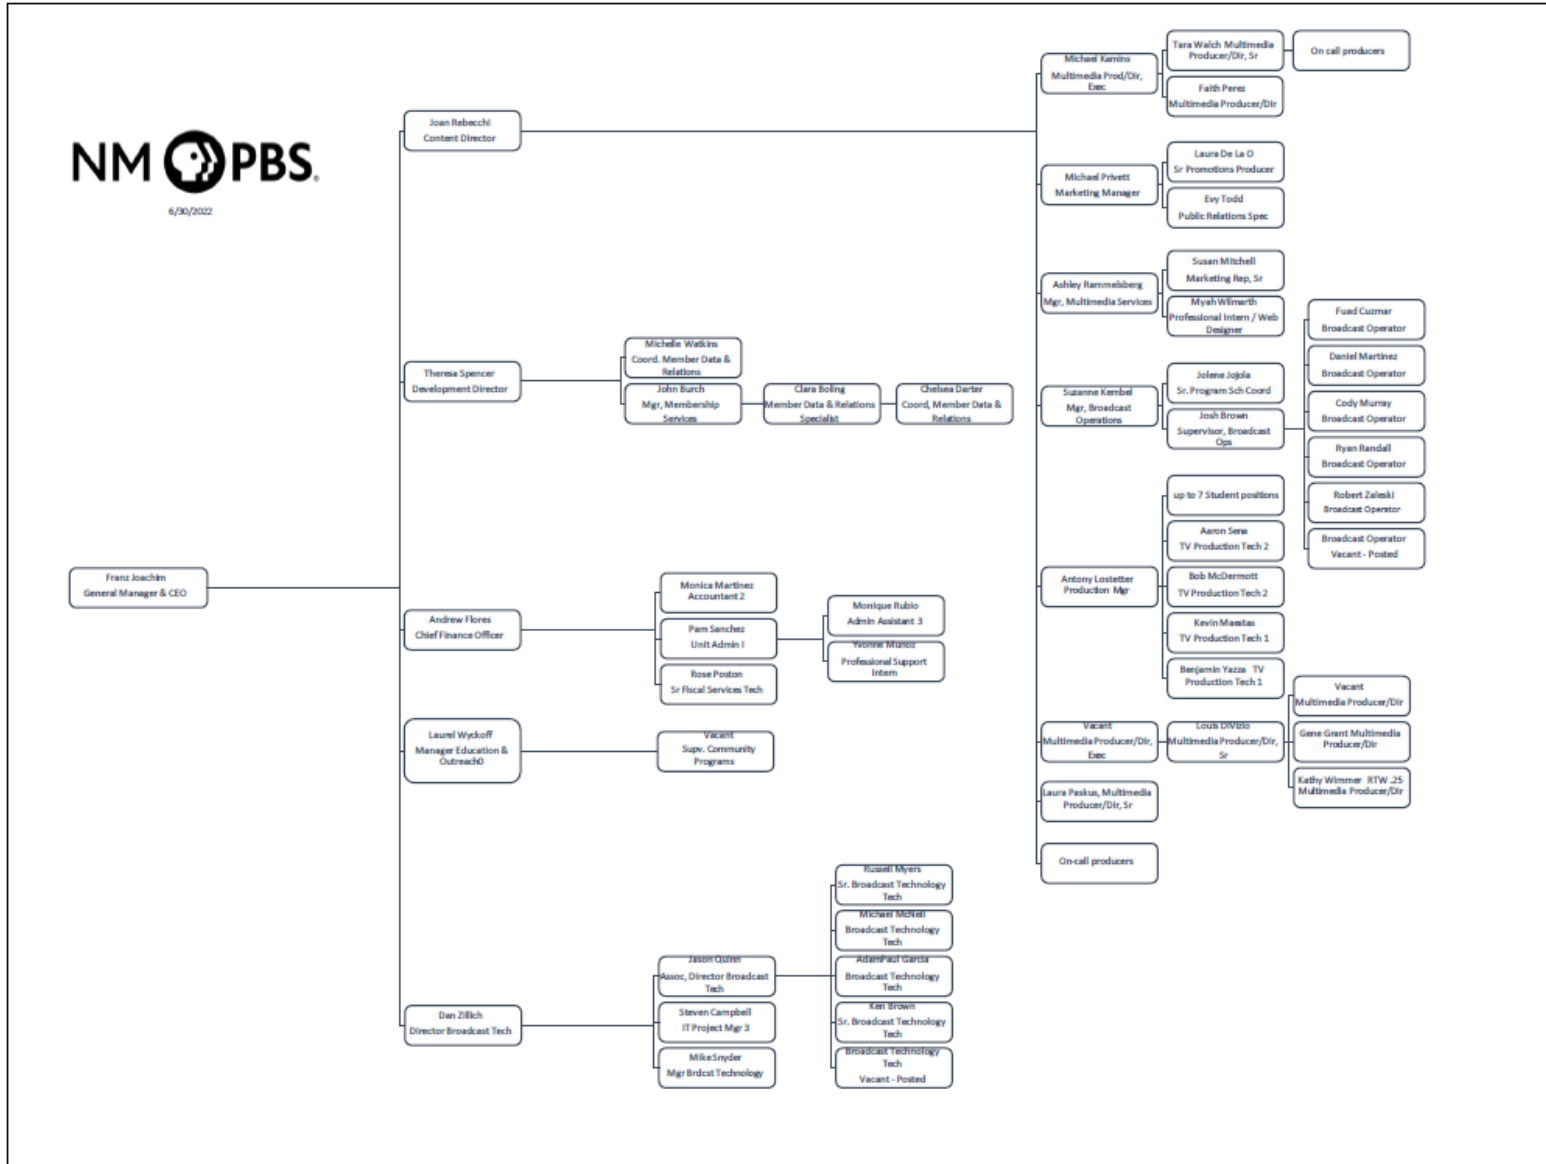 NM PBS.
6/30/2022
Franz Joachim
General Manager & CEO
Joan Rebecchi
Content Director
Theresa Spencer
Development Director
Andrew Flores
Chief Finance Officer
Laurel Wyckoff
Manager Education &
Outreach0
Dan Zillich
Director Broadcast Tech
Michelle Watkins
Coord. Member Data &
Relations
John Burch
Mgr, Membership
Services
Clara Boling
Member Data & Relations
Specialist
Chelsea Darter
Coord, Member Data &
Relations
Monica Martinez
Accountant 2
Pam Sanchez
Unit Admin I
Rose Poston
Sr Fiscal Services Tech
Monique Rubio
Admin Assistant 3
Yvonne Munoz
Professional Support
Intern
Vacant
Supv. Community
Programs
Jason Quinn
Assoc, Director Broadcast
Tech
Steven Campbell
IT Project Mgr 3
Mike Snyder
Mgr Brdcst Technology
Russell Myers
Sr. Broadcast Technology
Tech
Michael McNeil
Broadcast Technology
Tech
AdamPaul Garcia
Broadcast Technology
Tech
Ken Brown
Sr. Broadcast Technology
Tech
Broadcast Technology
Tech
Vacant - Posted
Michael Kamins
Multimedia Prod/Dir,
Exec
Tara Walch Multimedia
Producer/Dir, Sr
On call producers
Faith Perez
Multimedia Producer/Dir
Michael Privett
Marketing Manager
Laura De La O
Sr Promotions Producer
Evy Todd
Public Relations Spec
Ashley Rammelsberg
Mgr, Multimedia Services
Susan Mitchell
Marketing Rep, Sr
Myah Wilmarth
Professional Intern / Web
Designer
Suzanne Kembel
Mgr, Broadcast
Operations
Jolene Jojola
Sr. Program Sch Coord
Josh Brown
Supervisor, Broadcast
Ops
Fuad Cuzmar
Broadcast Operator
Daniel Martinez
Broadcast Operator
Cody Murray
Broadcast Operator
Ryan Randall
Broadcast Operator
Robert Zaleski
Broadcast Operator
Broadcast Operator
Vacant - Posted
Antony Lostetter
Production Mgr
up to 7 Student positions
Aaron Sena
TV Production Tech 2
Bob McDermott
TV Production Tech 2
Kevin Maestas
TV Production Tech 1
Benjamin Yazza TV
Production Tech 1
Vacant
Multimedia Producer/Dir,
Exec
Louis DiVizio
Multimedia Producer/Dir,
Sr
Vacant
Multimedia Producer/Dir
Gene Grant Multimedia
Producer/Dir
Kathy Wimmer RTW .25
Multimedia Producer/Dir
Laura Paskus, Multimedia
Producer/Dir, Sr
On-call producers